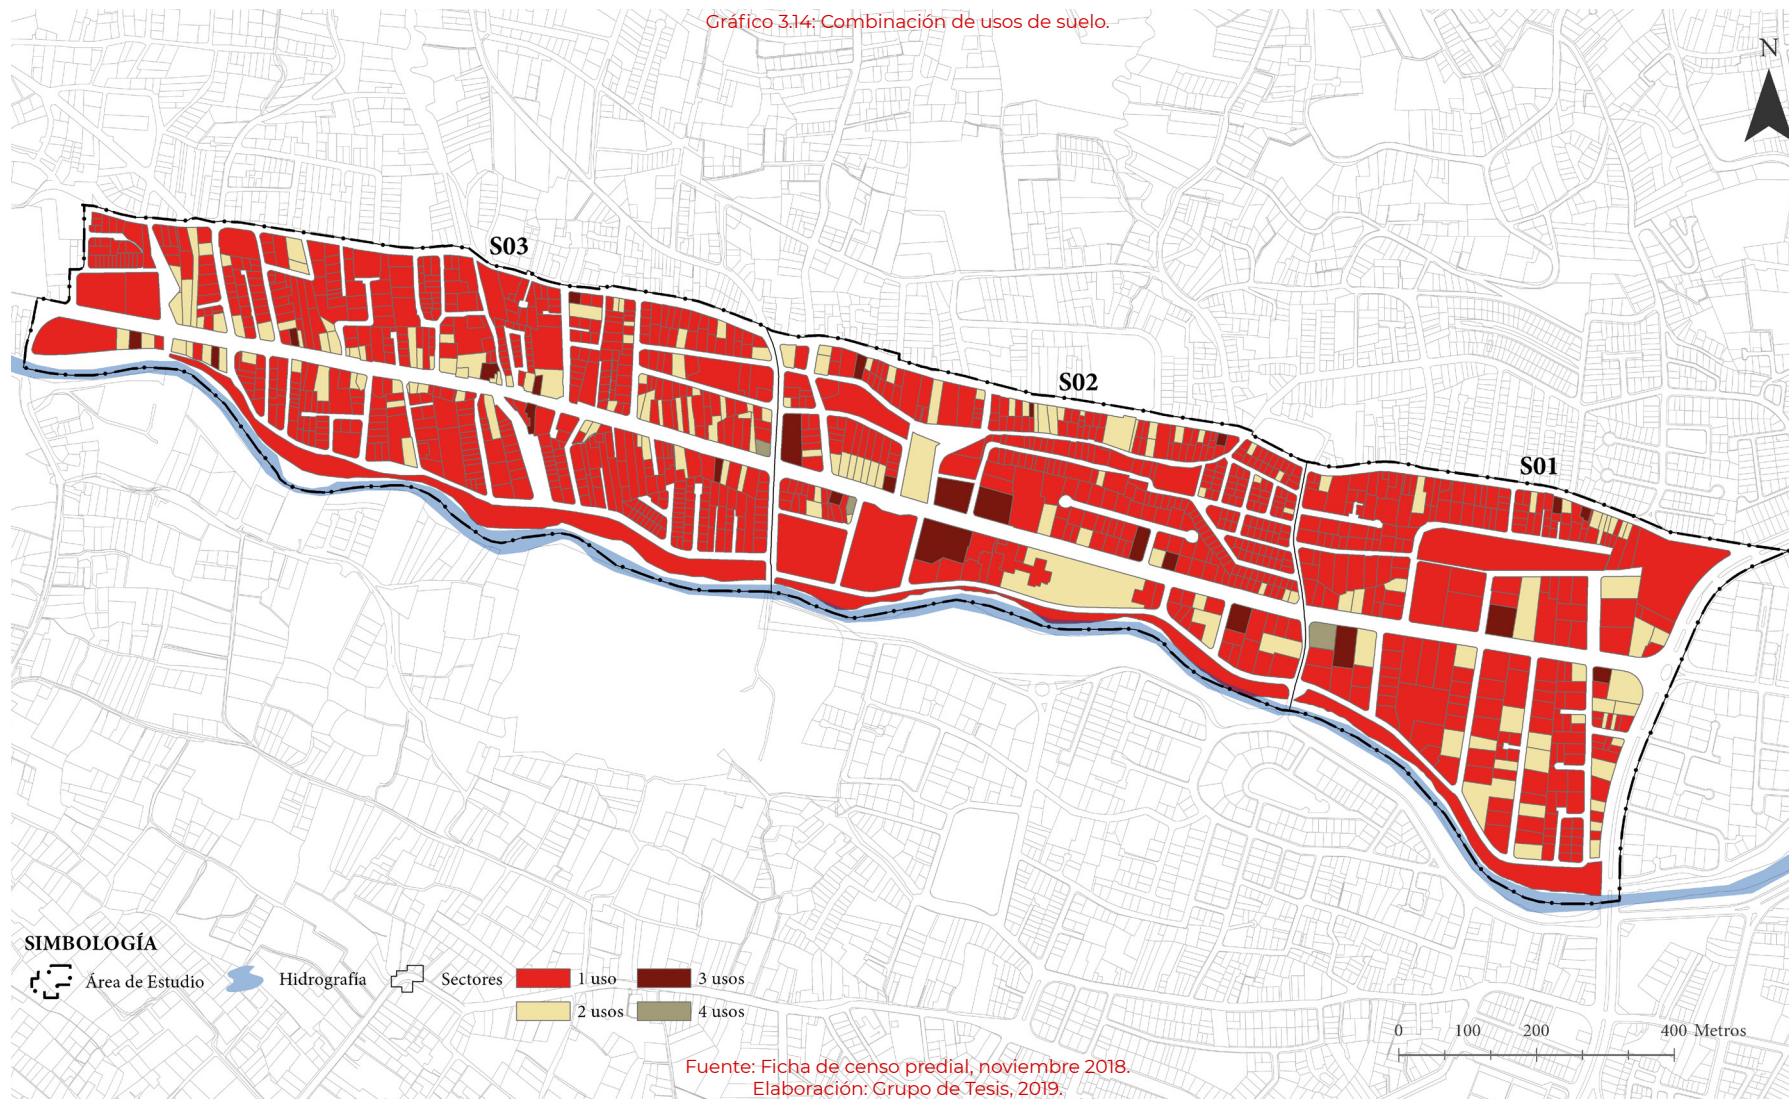 Gráfico 3.14: Combinación de usos de suelo.
N
S03
S02
S01
SIMBOLOGÍA
Área de Estudio
Hidrografía
Sectores
1 uso
3 usos
2 usos
4 usos
0 100 200 400 Metros
Fuente: Ficha de censo predial, noviembre 2018.
Elaboración: Grupo de Tesis, 2019.